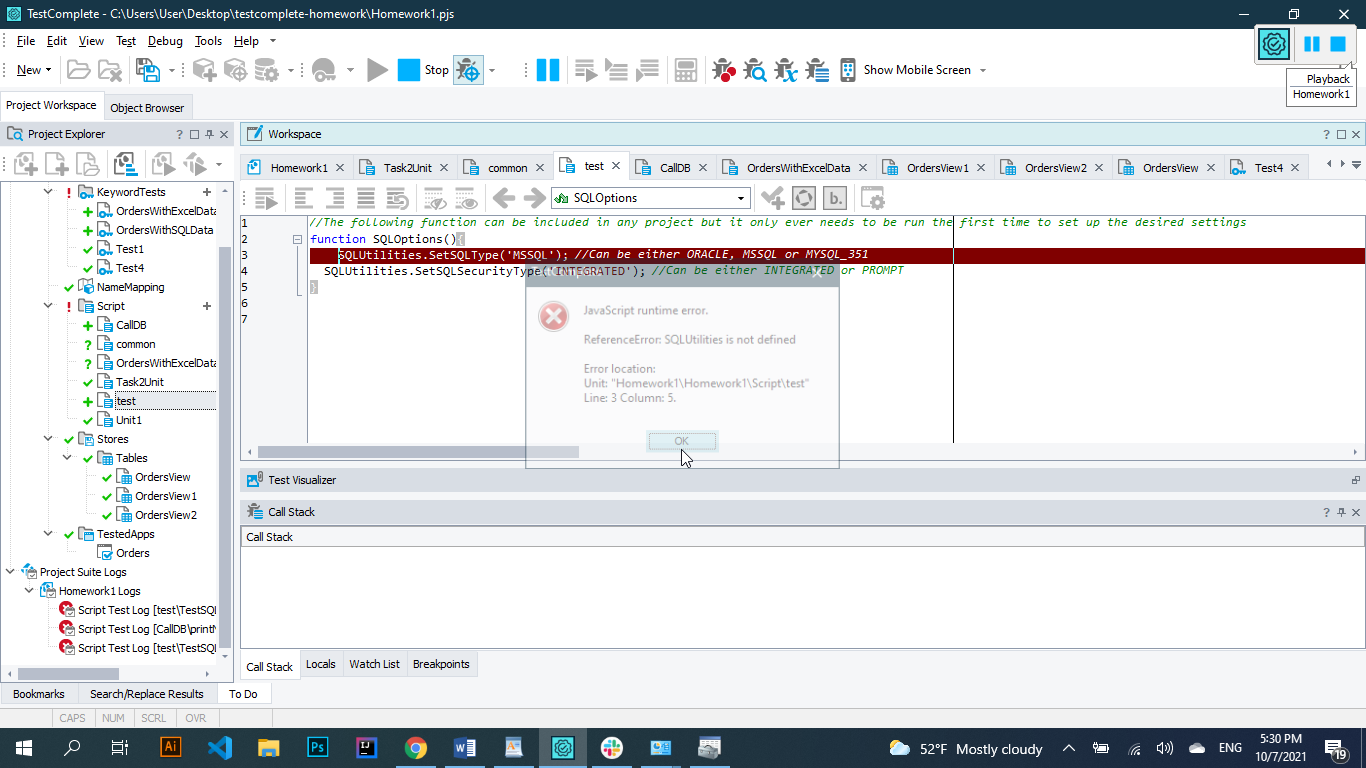 TestComplete - C:\Users\User\Desktop\testcomplete-homework\Homework1.pjs
File Edit View Test Debug Tools Help
New Stop Show Mobile Screen
Playback
Homework1
Project Workspace Object Browser
Project Explorer
Workspace
Homework1 Task2Unit common test CallDB OrdersWithExcelData OrdersView1 OrdersView2 OrdersView Test4
SQLOptions
KeywordTests
OrdersWithExcelData
OrdersWithSQLData
Test1
Test4
NameMapping
Script
CallDB
common
OrdersWithExcelData
Task2Unit
test
Unit1
Stores
Tables
OrdersView
OrdersView1
OrdersView2
TestedApps
Orders
Project Suite Logs
Homework1 Logs
Script Test Log [test\TestSQL
Script Test Log [CallDB\printN
Script Test Log [test\TestSQL
1 //The following function can be included in any project but it only ever needs to be run the first time to set up the desired settings
2 function SQLOptions(){
3 SQLUtilities.SetSQLType('MSSQL'); //Can be either ORACLE, MSSQL or MYSQL_351
4 SQLUtilities.SetSQLSecurityType('INTEGRATED'); //Can be either INTEGRATED or PROMPT
5 }
6
7
JavaScript runtime error.
ReferenceError: SQLUtilities is not defined
Error location:
Unit: "Homework1\Homework1\Script\test"
Line: 3 Column: 5.
OK
Test Visualizer
Call Stack
Call Stack
Call Stack Locals Watch List Breakpoints
Bookmarks Search/Replace Results To Do
CAPS NUM SCRL OVR
52°F Mostly cloudy ENG
5:30 PM
10/7/2021
19